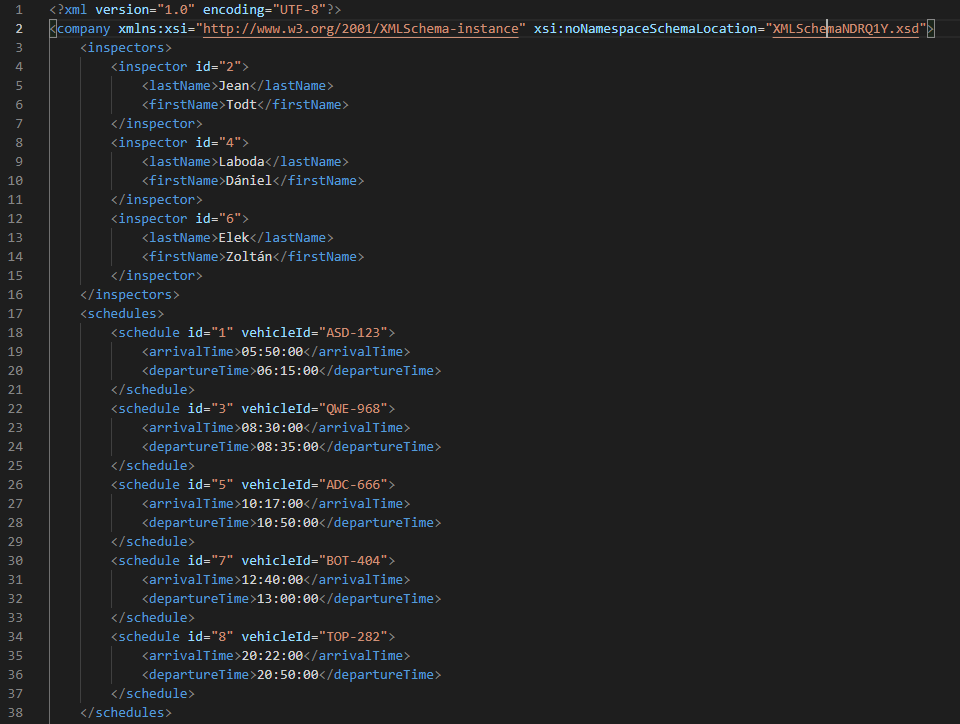 1 <?xml version="1.0" encoding="UTF-8"?>
2 <company xmlns:xsi="http://www.w3.org/2001/XMLSchema-instance" xsi:noNamespaceSchemaLocation="XMLSchemaNDRQ1Y.xsd">
3 <inspectors>
4 <inspector id="2">
5 <lastName>Jean</lastName>
6 <firstName>Todt</firstName>
7 </inspector>
8 <inspector id="4">
9 <lastName>Laboda</lastName>
10 <firstName>Dániel</firstName>
11 </inspector>
12 <inspector id="6">
13 <lastName>Elek</lastName>
14 <firstName>Zoltán</firstName>
15 </inspector>
16 </inspectors>
17 <schedules>
18 <schedule id="1" vehicleId="ASD-123">
19 <arrivalTime>05:50:00</arrivalTime>
20 <departureTime>06:15:00</departureTime>
21 </schedule>
22 <schedule id="3" vehicleId="QWE-968">
23 <arrivalTime>08:30:00</arrivalTime>
24 <departureTime>08:35:00</departureTime>
25 </schedule>
26 <schedule id="5" vehicleId="ADC-666">
27 <arrivalTime>10:17:00</arrivalTime>
28 <departureTime>10:50:00</departureTime>
29 </schedule>
30 <schedule id="7" vehicleId="BOT-404">
31 <arrivalTime>12:40:00</arrivalTime>
32 <departureTime>13:00:00</departureTime>
33 </schedule>
34 <schedule id="8" vehicleId="TOP-282">
35 <arrivalTime>20:22:00</arrivalTime>
36 <departureTime>20:50:00</departureTime>
37 </schedule>
38 </schedules>